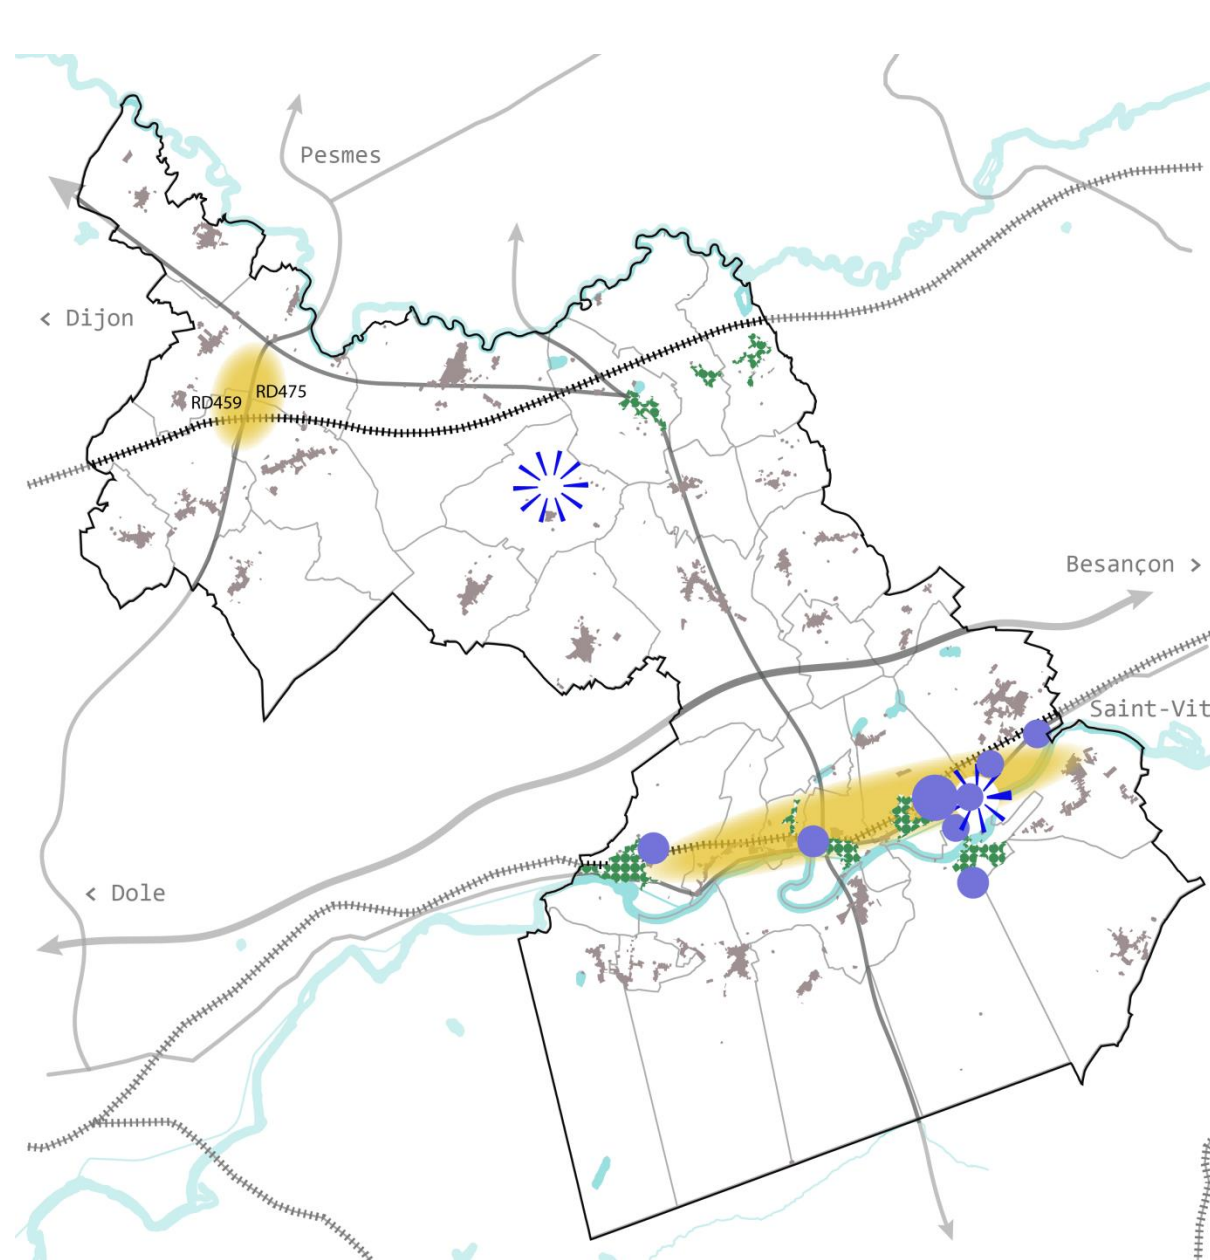 Pesmes
< Dijon
RD475
RD459
Besançon >
Saint-Vit
< Dole